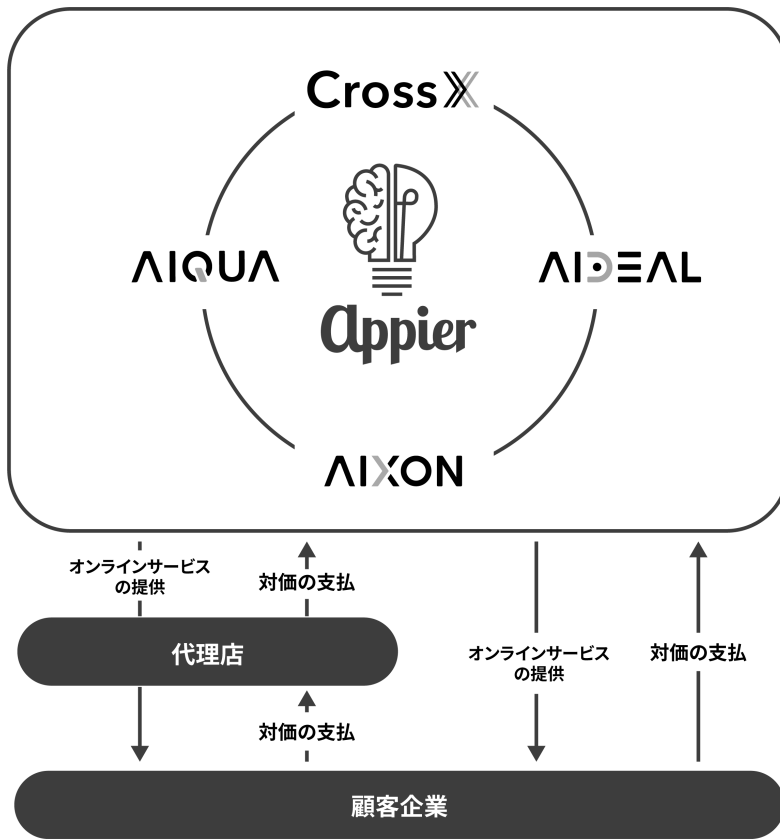 CrossX
AIQUA
AIDEAL
appier
AIXON
オンラインサービス
の提供
対価の支払
代理店
オンラインサービス
の提供
対価の支払
対価の支払
顧客企業